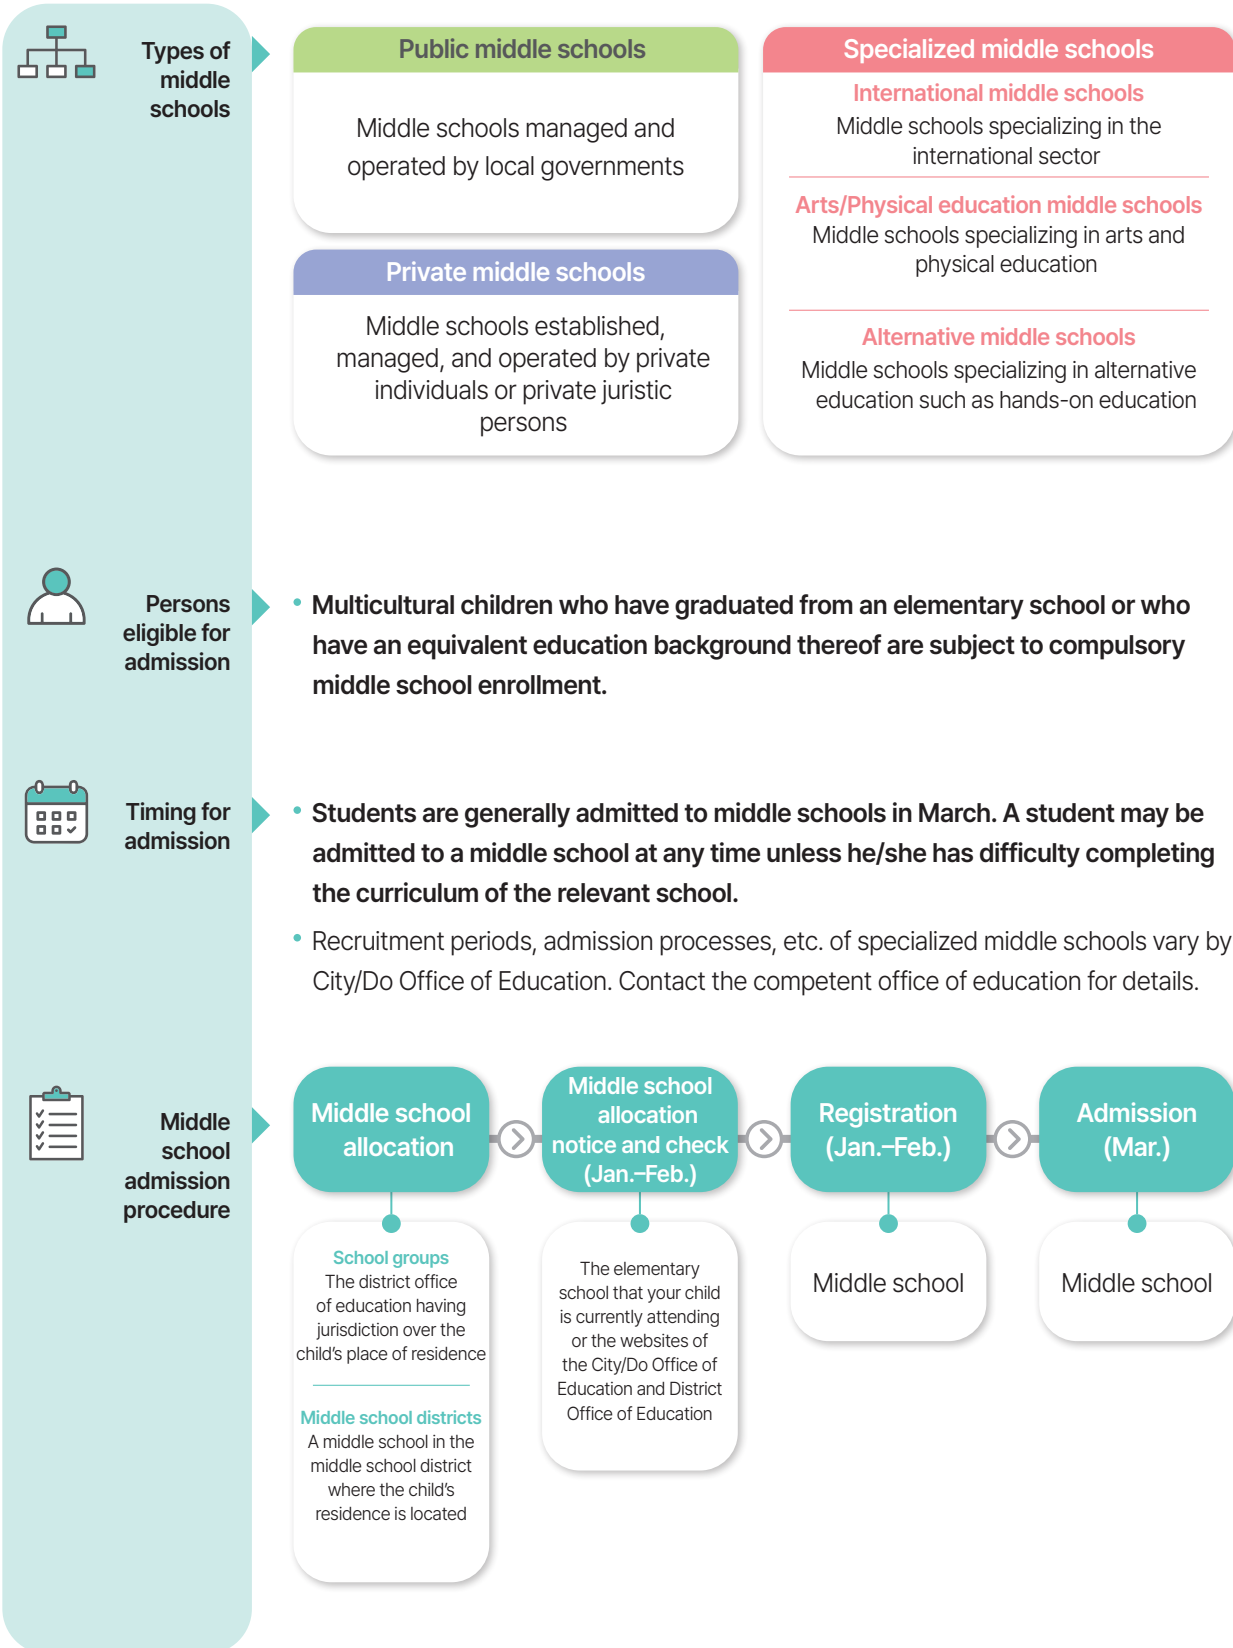 Types of
middle
schools
Public middle schools
Middle schools managed and
operated by local governments
Private middle schools
Middle schools established,
managed, and operated by private
individuals or private juristic
persons
Specialized middle schools
International middle schools
Middle schools specializing in the
international sector
Arts/Physical education middle schools
Middle schools specializing in arts and
physical education
Alternative middle schools
Middle schools specializing in alternative
education such as hands-on education
Persons
eligible for
admission
• Multicultural children who have graduated from an elementary school or who
have an equivalent education background thereof are subject to compulsory
middle school enrollment.
Timing for
admission
• Students are generally admitted to middle schools in March. A student may be
admitted to a middle school at any time unless he/she has difficulty completing
the curriculum of the relevant school.
• Recruitment periods, admission processes, etc. of specialized middle schools vary by
City/Do Office of Education. Contact the competent office of education for details.
Middle
school
admission
procedure
Middle school
allocation
School groups
The district office
of education having
jurisdiction over the
child's place of residence
Middle school districts
A middle school in the
middle school district
where the child's
residence is located
Middle school
allocation
notice and check
(Jan.–Feb.)
The elementary
school that your child
is currently attending
or the websites of
the City/Do Office of
Education and District
Office of Education
Registration
(Jan.–Feb.)
Middle school
Admission
(Mar.)
Middle school